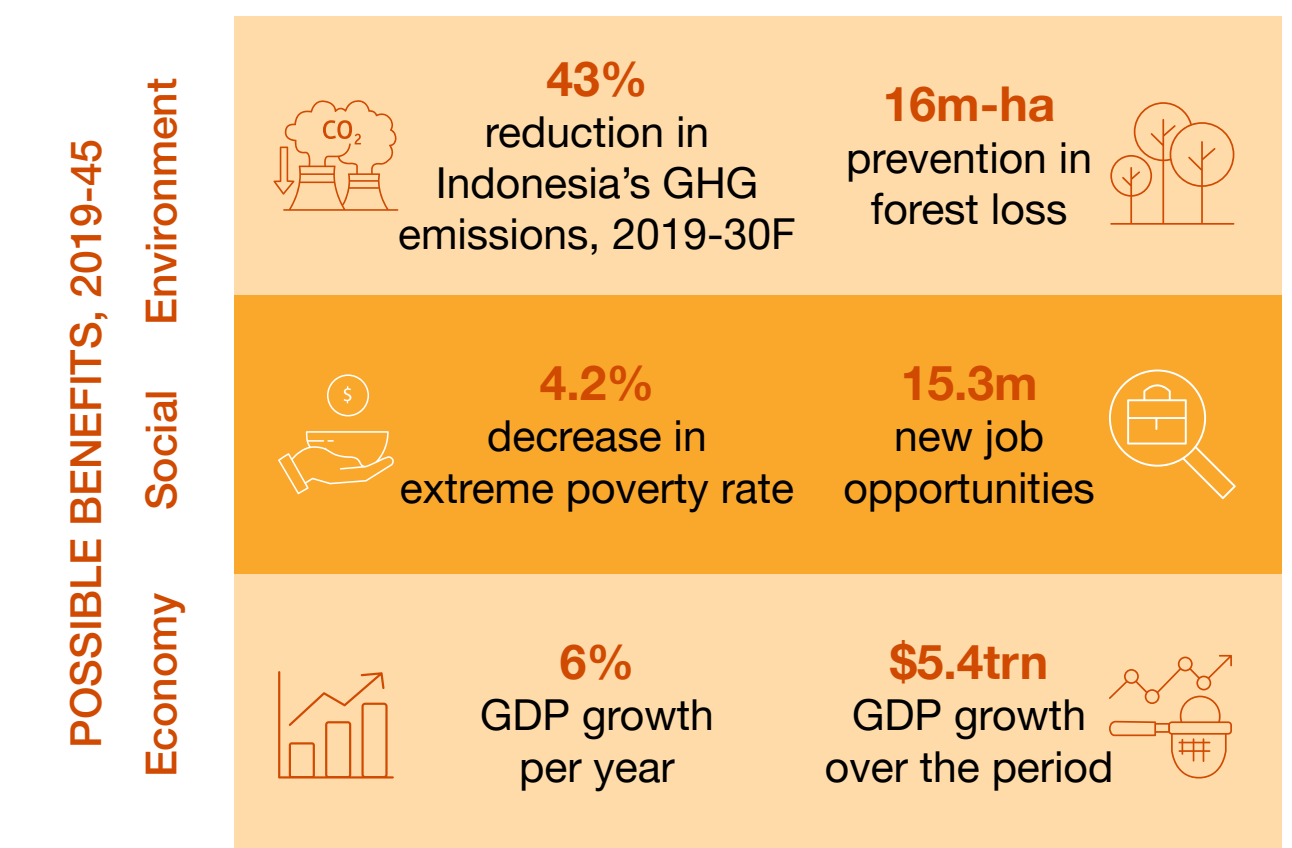 POSSIBLE BENEFITS, 2019-45
Environment
CO2
43%
reduction in
Indonesia's GHG
emissions, 2019-30F
16m-ha
prevention in
forest loss
Social
$
4.2%
decrease in
extreme poverty rate
15.3m
new job
opportunities
Economy
6%
GDP growth
per year
$5.4trn
GDP growth
over the period